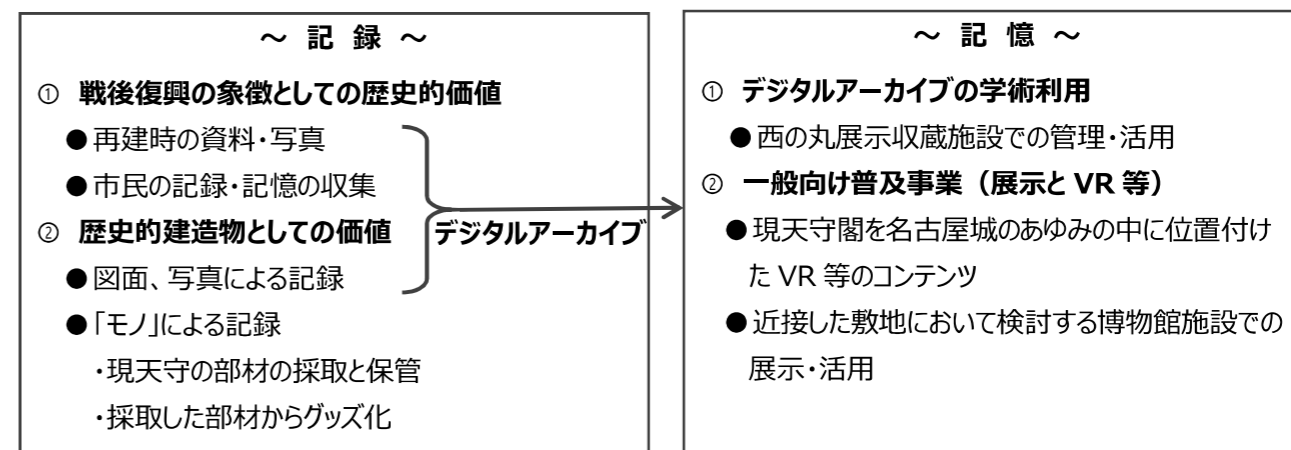 ～ 記 録 ～
① 戦後復興の象徴としての歴史的価値
●再建時の資料・写真
●市民の記録・記憶の収集
② 歴史的建造物としての価値
●図面、写真による記録
●「モノ」による記録
・現天守の部材の採取と保管
・採取した部材からグッズ化
デジタルアーカイブ
～ 記 憶 ～
① デジタルアーカイブの学術利用
●西の丸展示収蔵施設での管理・活用
② 一般向け普及事業（展示と VR 等）
●現天守閣を名古屋城のあゆみの中に位置付け
た VR 等のコンテンツ
●近接した敷地において検討する博物館施設での
展示・活用